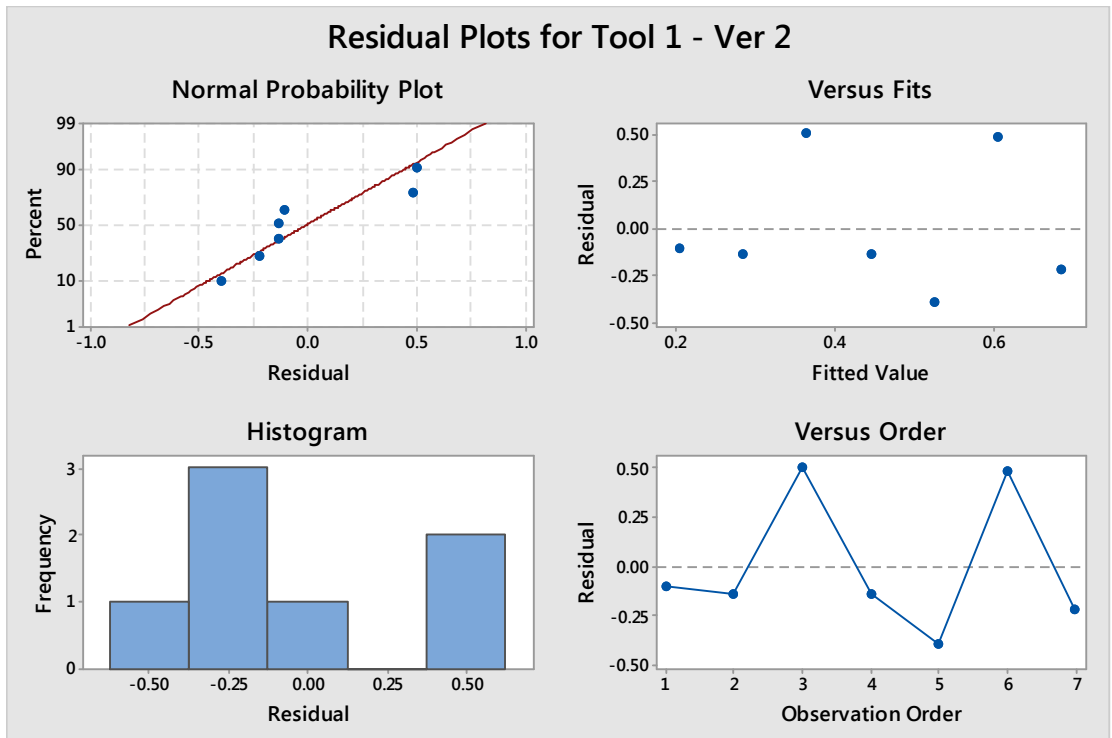 Residual Plots for Tool 1 - Ver 2
Normal Probability Plot
99
90
50
10
1
Percent
-1.0 -0.5 0.0 0.5 1.0
Residual
Versus Fits
0.50
0.25
0.00
-0.25
-0.50
Residual
0.2 0.4 0.6
Fitted Value
Histogram
3
2
1
0
Frequency
-0.50 -0.25 0.00 0.25 0.50
Residual
Versus Order
0.50
0.25
0.00
-0.25
-0.50
Residual
1 2 3 4 5 6 7
Observation Order